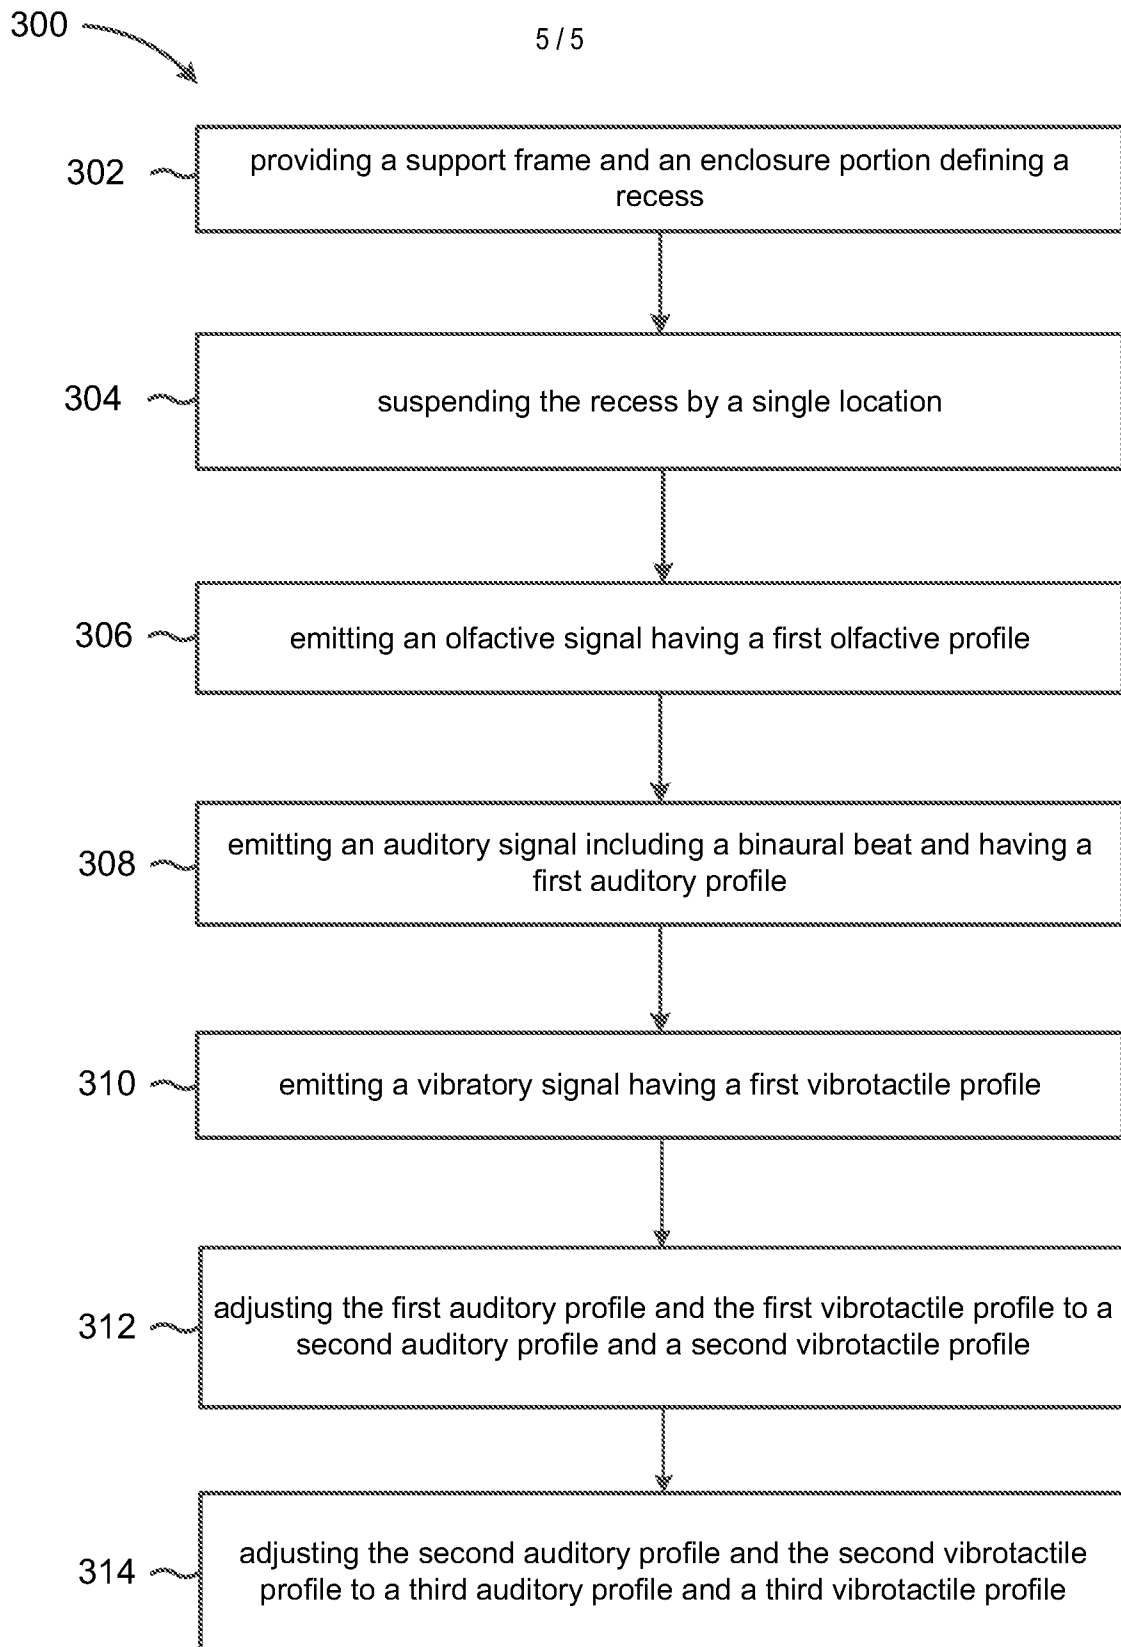 300
5 / 5
302
providing a support frame and an enclosure portion defining a
recess
304
suspending the recess by a single location
306
emitting an olfactive signal having a first olfactive profile
308
emitting an auditory signal including a binaural beat and having a
first auditory profile
310
emitting a vibratory signal having a first vibrotactile profile
312
adjusting the first auditory profile and the first vibrotactile profile to a
second auditory profile and a second vibrotactile profile
314
adjusting the second auditory profile and the second vibrotactile
profile to a third auditory profile and a third vibrotactile profile